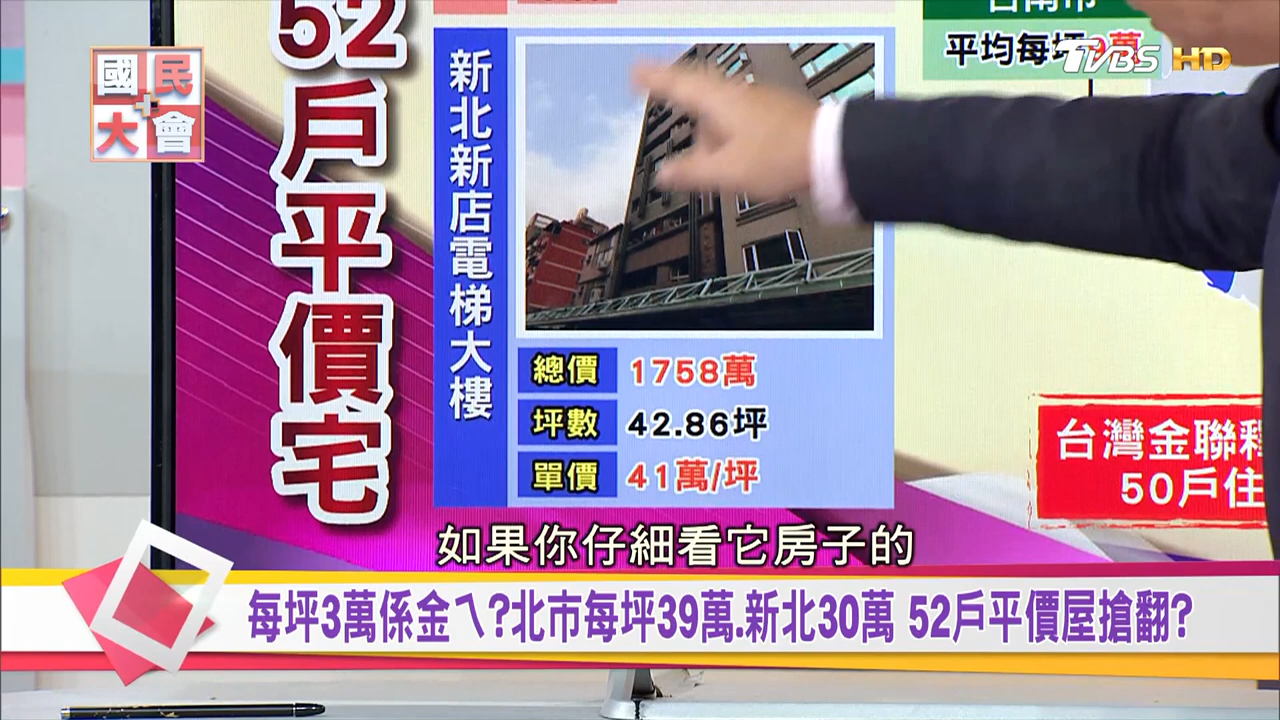 國民
大會
52戶平價宅
新北新店電梯大樓
總價 1758萬
坪數 42.86坪
單價 41萬/坪
台南市
平均每坪9萬
TVBS HD
台灣金聯
50戶住
如果你仔細看它房子的
每坪3萬係金ㄟ?北市每坪39萬.新北30萬 52戶平價屋搶翻?